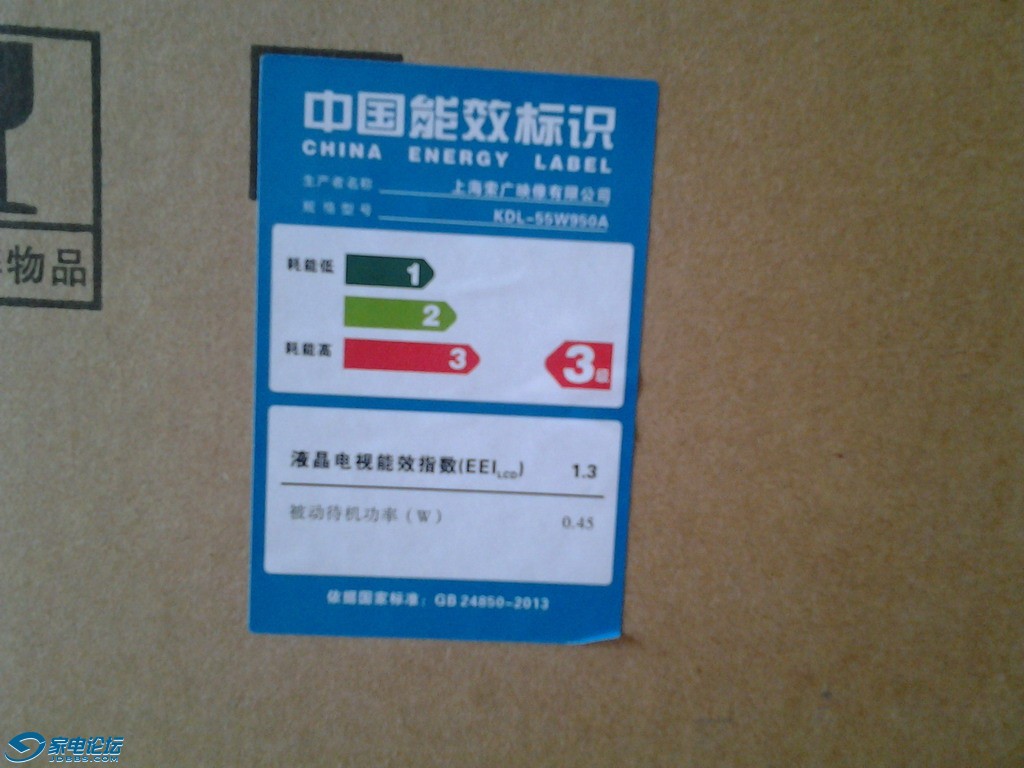 中国能效标识
CHINA ENERGY LABEL
生产者名称 上海索广映像有限公司
规格型号 KDL-55W950A
耗能低 1
2
耗能高 3
3级
液晶电视能效指数(EEILCD) 1.3
被动待机功率(W) 0.45
依据国家标准: GB 24850-2013
物品
家电论坛
JDBBS.COM